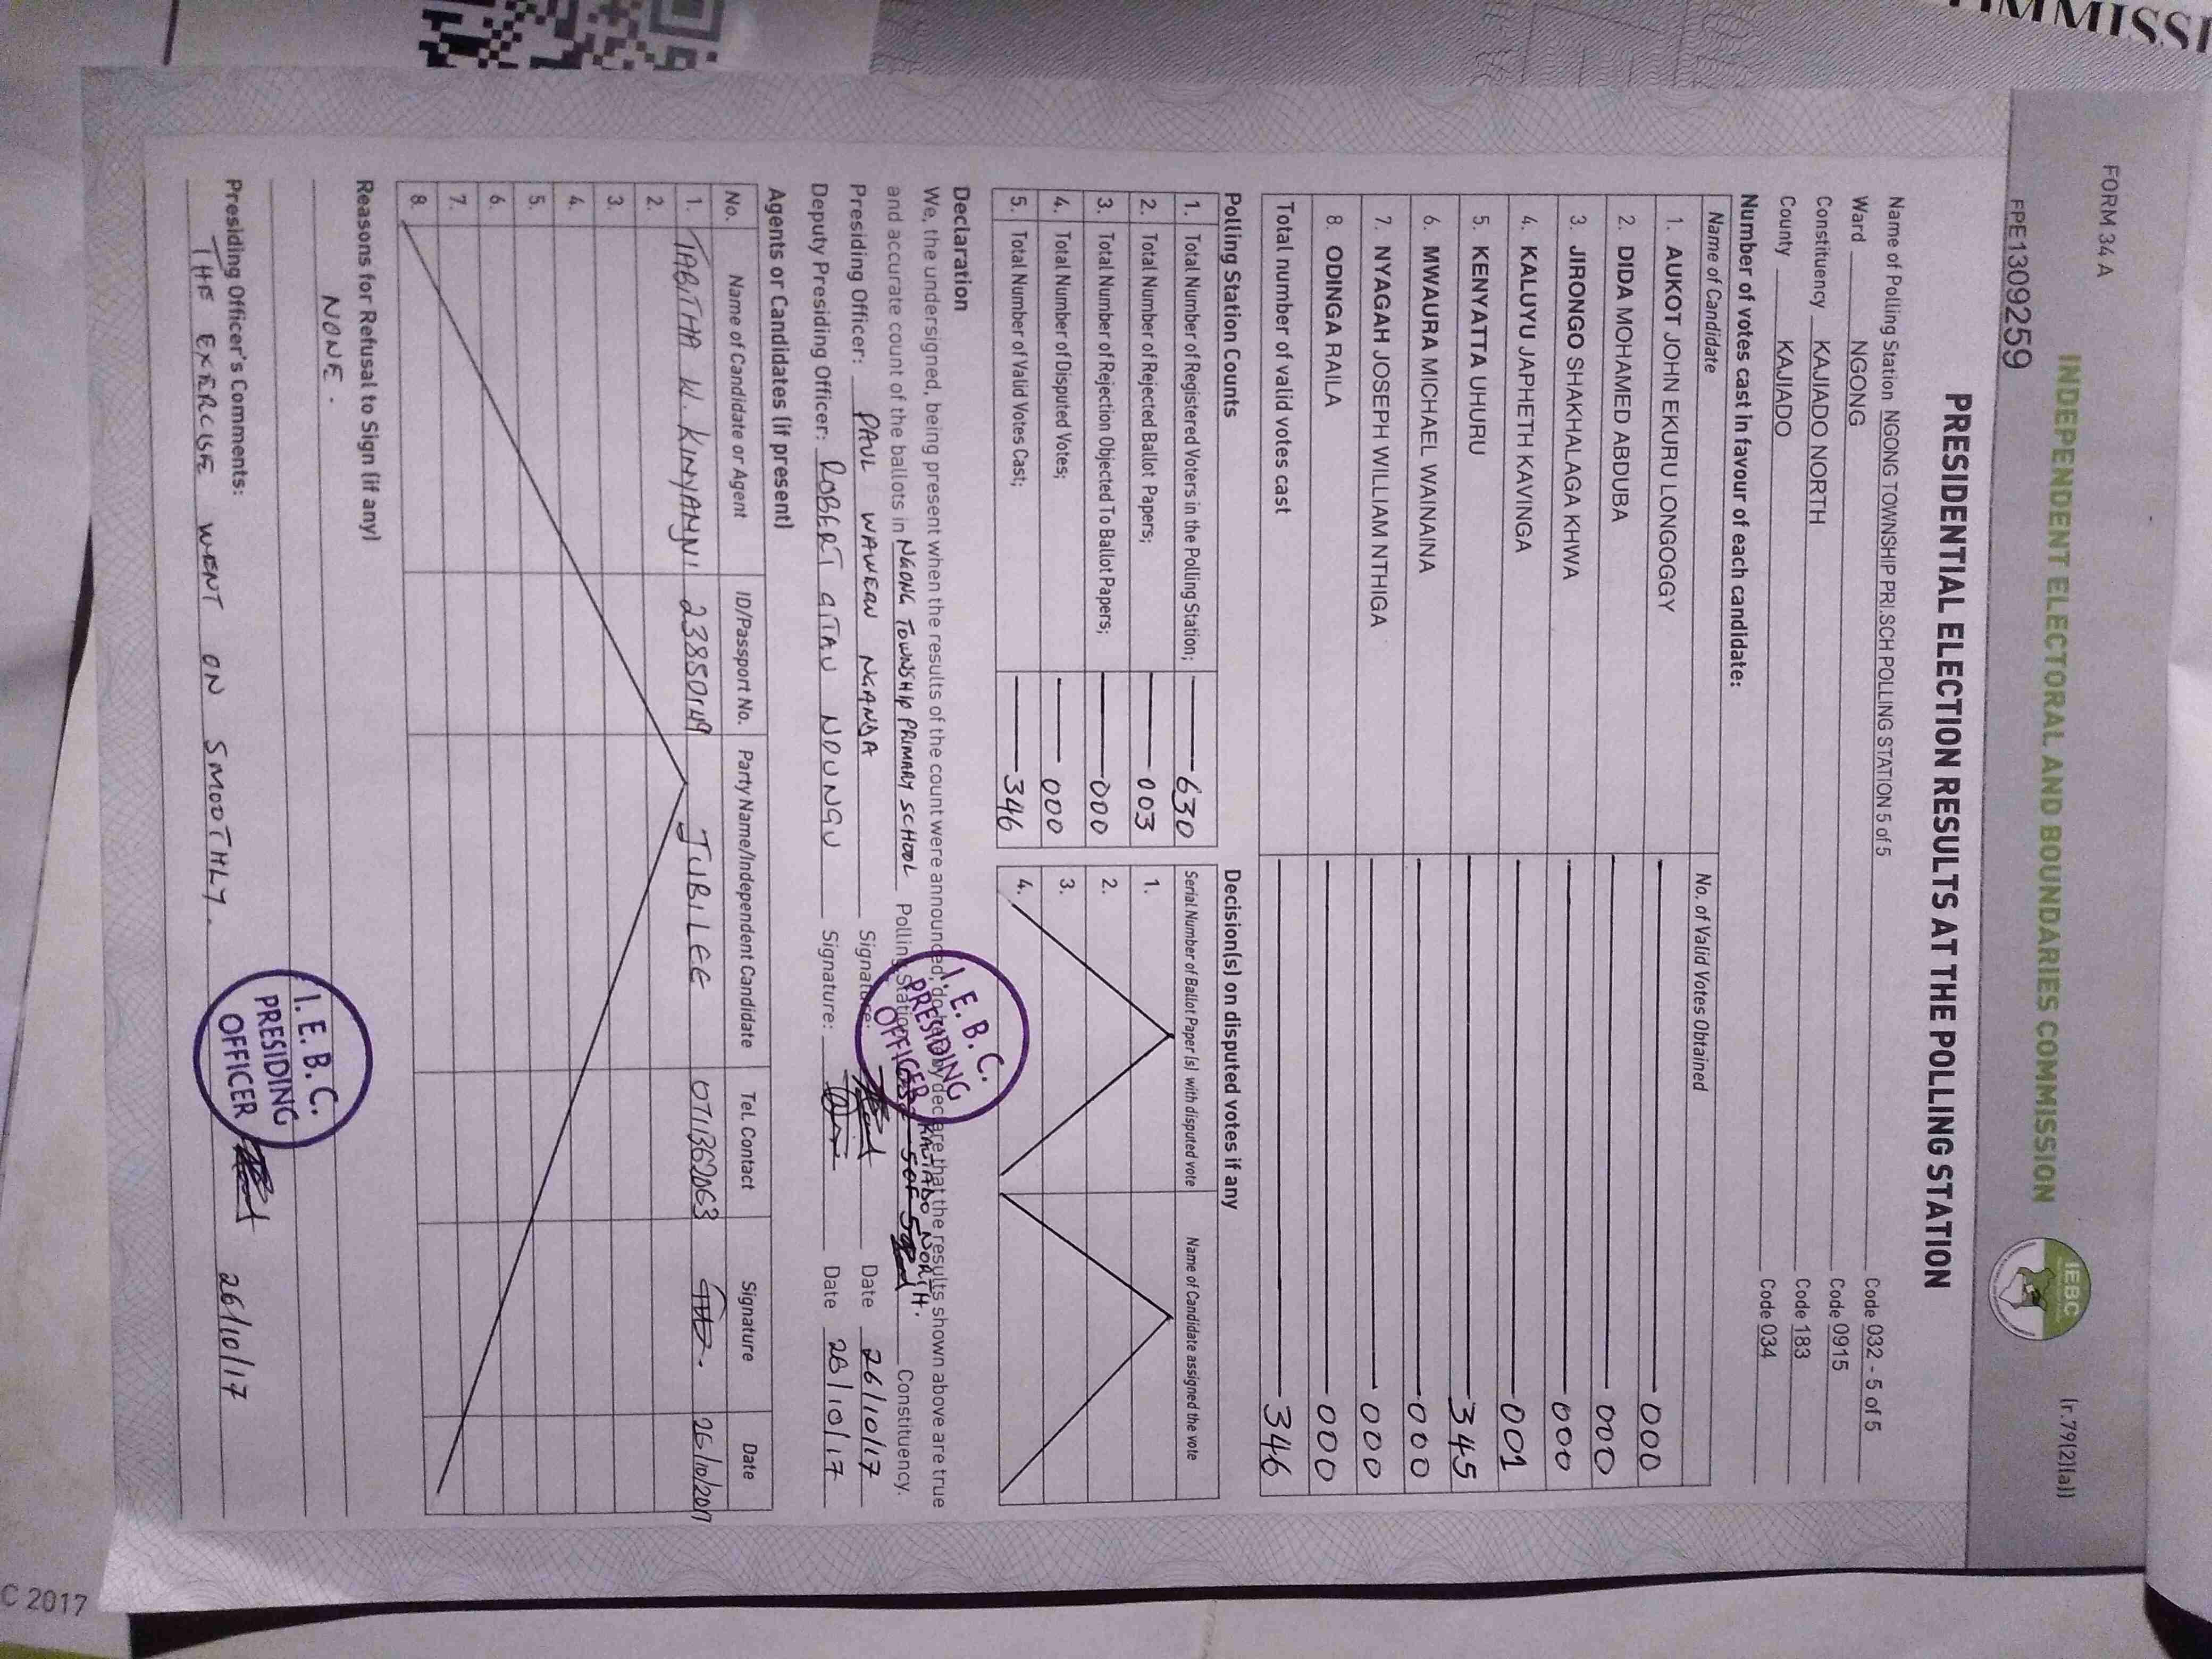 MMISSI
FORM 34 A
INDEPENDENT ELECTORAL AND BOUNDARIES COMMISSION
IEBC
(r.79(2)(a))
FPE1309259
PRESIDENTIAL ELECTION RESULTS AT THE POLLING STATION
Name of Polling Station NGONG TOWNSHIP PRI.SCH POLLING STATION 5 of 5 Code 032 - 5 of 5
Ward NGONG Code 0915
Constituency KAJIADO NORTH Code 183
County KAJIADO Code 034
Number of votes cast in favour of each candidate:
Name of Candidate No. of Valid Votes Obtained
1. AUKOT JOHN EKURU LONGOGGY 000
2. DIDA MOHAMED ABDUBA 000
3. JIRONGO SHAKHALAGA KHWA 000
4. KALUYU JAPHETH KAVINGA 001
5. KENYATTA UHURU 345
6. MWAURA MICHAEL WAINAINA 000
7. NYAGAH JOSEPH WILLIAM NTHIGA 000
8. ODINGA RAILA 000
Total number of valid votes cast 346
Polling Station Counts Decision(s) on disputed votes if any
1. Total Number of Registered Voters in the Polling Station; 630 Serial Number of Ballot Paper (s) with disputed vote Name of Candidate assigned the vote
2. Total Number of Rejected Ballot Papers; 003 1.
3. Total Number of Rejection Objected To Ballot Papers; 000 2.
4. Total Number of Disputed Votes; 000 3.
5. Total Number of Valid Votes Cast; 346 4.
Declaration
We, the undersigned, being present when the results of the count were announced, do hereby declare that the results shown above are true
and accurate count of the ballots in NGONG TOWNSHIP PRIMARY SCHOOL Polling Station KAJIADO NORTH. Constituency.
Presiding Officer: PAUL WAWERU NGANGA Signature: Date 26/10/17
Deputy Presiding Officer: ROBERT GITAU NDUNGU Signature: Date 26/10/17
I. E. B. C.
PRESIDING
OFFICER
Agents or Candidates (if present)
No. Name of Candidate or Agent ID/Passport No. Party Name/Independent Candidate Tel. Contact Signature Date
1. TABITHA W. KINYANJUI JUBILEE 26/10/2017
2.
3.
4.
5.
6.
7.
8.
Reasons for Refusal to Sign (if any)
NONE.
Presiding Officer's Comments:
THE EXERCISE WENT ON SMOOTHLY.
I. E. B. C.
PRESIDING
OFFICER
26/10/17
C 2017